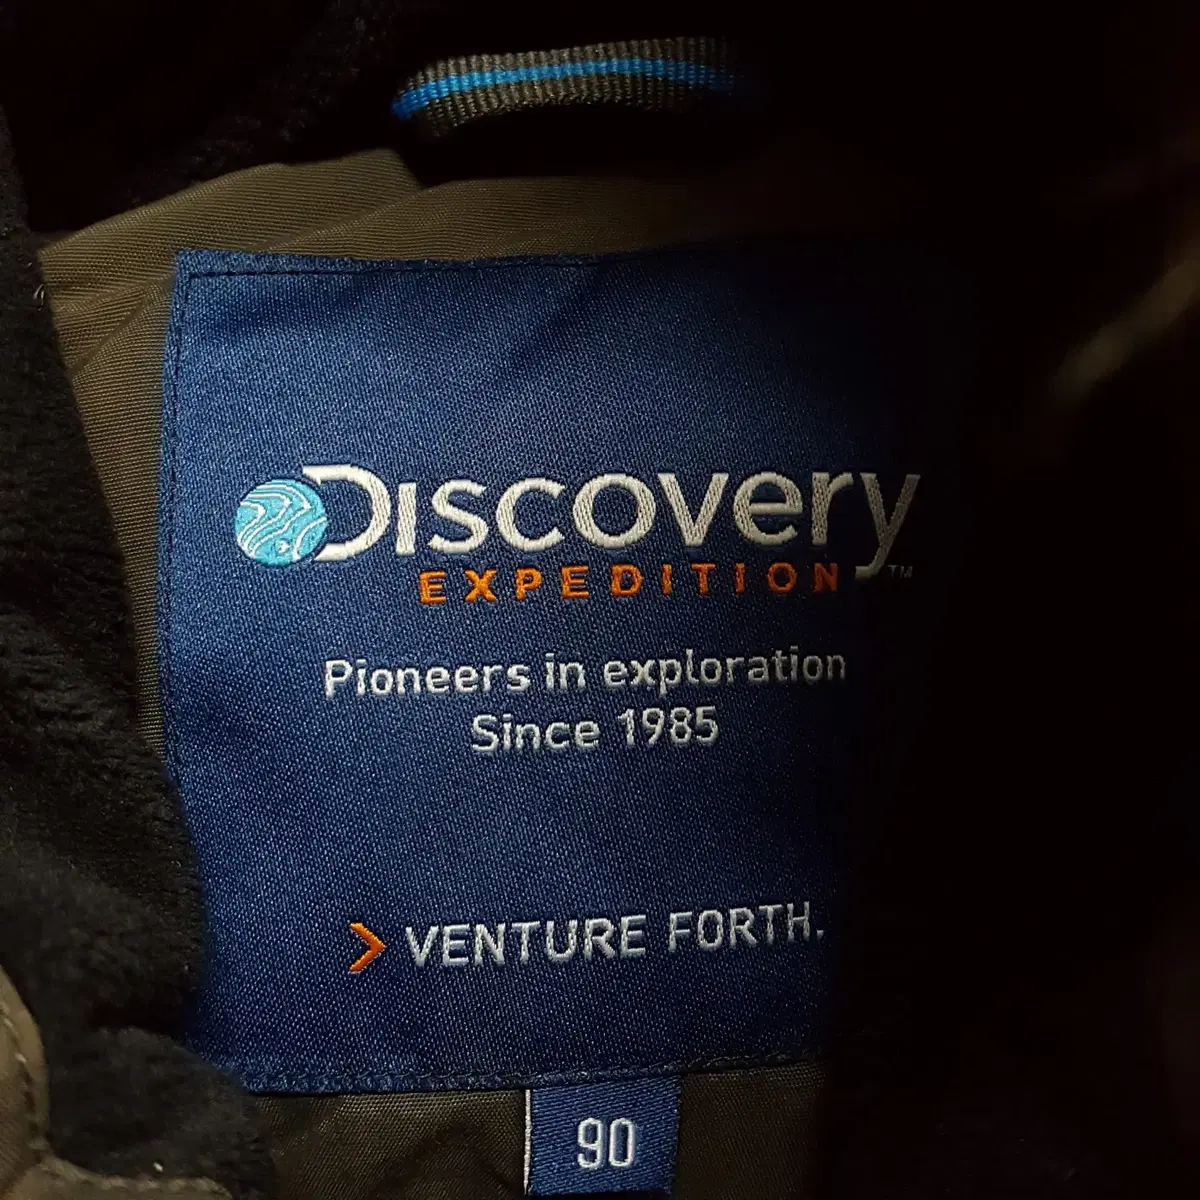 Discovery
EXPEDITION™
Pioneers in exploration
Since 1985
> VENTURE FORTH.
90